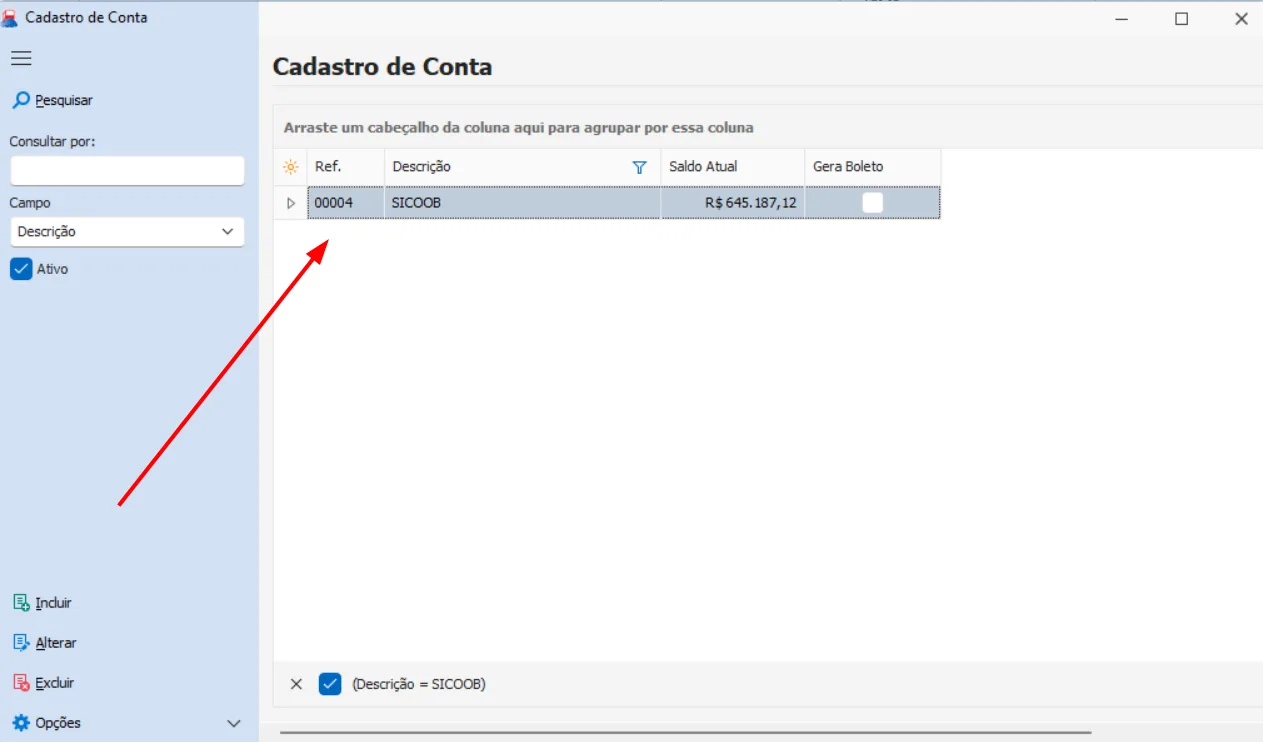 Cadastro de Conta
Pesquisar
Consultar por:
Campo
Descrição
Ativo
Incluir
Alterar
Excluir
Opções
Cadastro de Conta
Arraste um cabeçalho da coluna aqui para agrupar por essa coluna
Ref. Descrição Saldo Atual Gera Boleto
00004 SICOOB R$ 645.187,12
(Descrição = SICOOB)